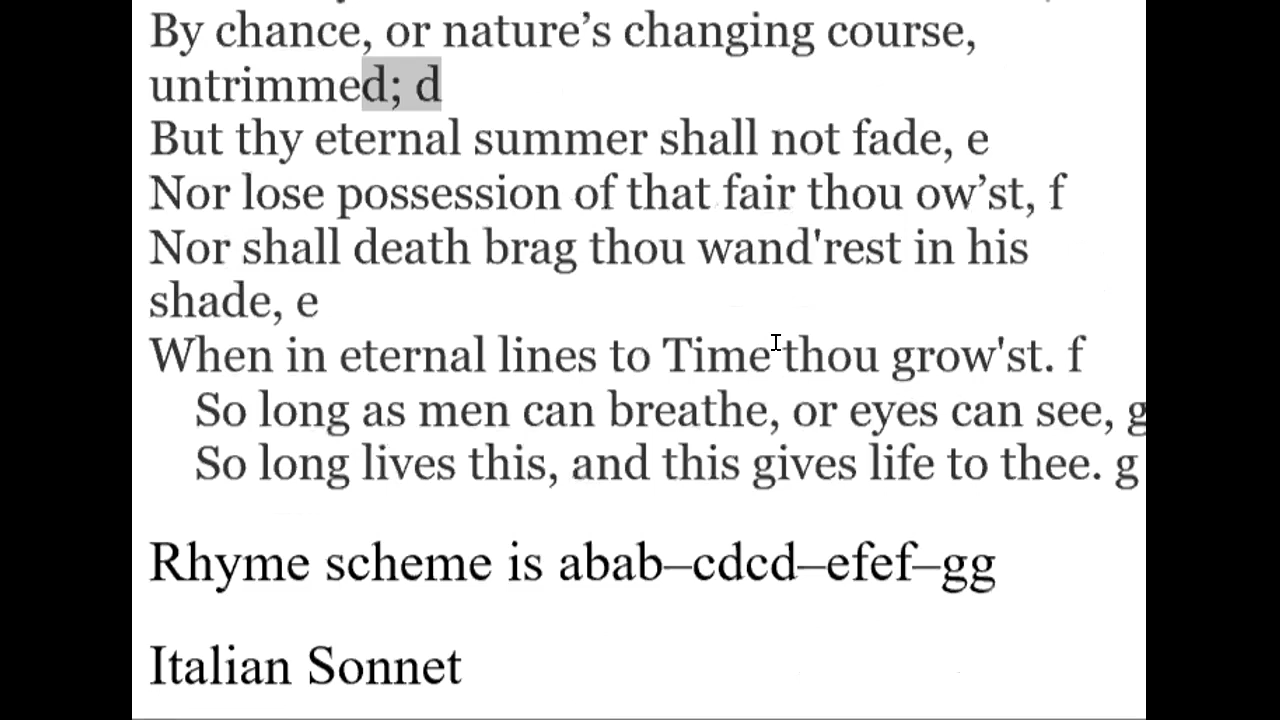 By chance, or nature’s changing course,
untrimmed; d
But thy eternal summer shall not fade, e
Nor lose possession of that fair thou ow’st, f
Nor shall death brag thou wand'rest in his
shade, e
When in eternal lines to Time thou grow'st. f
So long as men can breathe, or eyes can see, g
So long lives this, and this gives life to thee. g
Rhyme scheme is abab–cdcd–efef–gg
Italian Sonnet